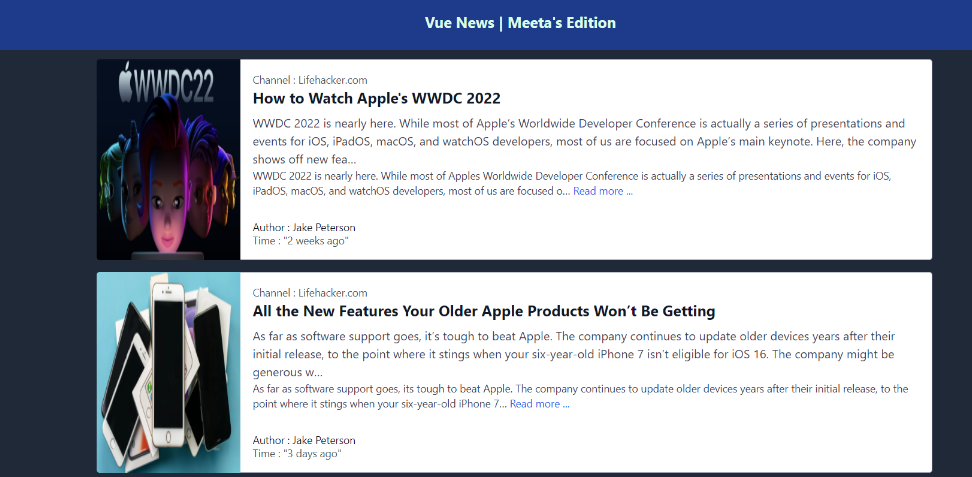 Vue News | Meeta's Edition
WWDC22
Channel : Lifehacker.com
How to Watch Apple's WWDC 2022
WWDC 2022 is nearly here. While most of Apple’s Worldwide Developer Conference is actually a series of presentations and
events for iOS, iPadOS, macOS, and watchOS developers, most of us are focused on Apple’s main keynote. Here, the company
shows off new fea...
WWDC 2022 is nearly here. While most of Apples Worldwide Developer Conference is actually a series of presentations and events for iOS,
iPadOS, macOS, and watchOS developers, most of us are focused o... Read more ...
Author : Jake Peterson
Time : "2 weeks ago"
Channel : Lifehacker.com
All the New Features Your Older Apple Products Won’t Be Getting
As far as software support goes, it’s tough to beat Apple. The company continues to update older devices years after their
initial release, to the point where it stings when your six-year-old iPhone 7 isn’t eligible for iOS 16. The company might be
generous w...
As far as software support goes, its tough to beat Apple. The company continues to update older devices years after their initial release, to the
point where it stings when your six-year-old iPhone 7... Read more ...
Author : Jake Peterson
Time : "3 days ago"